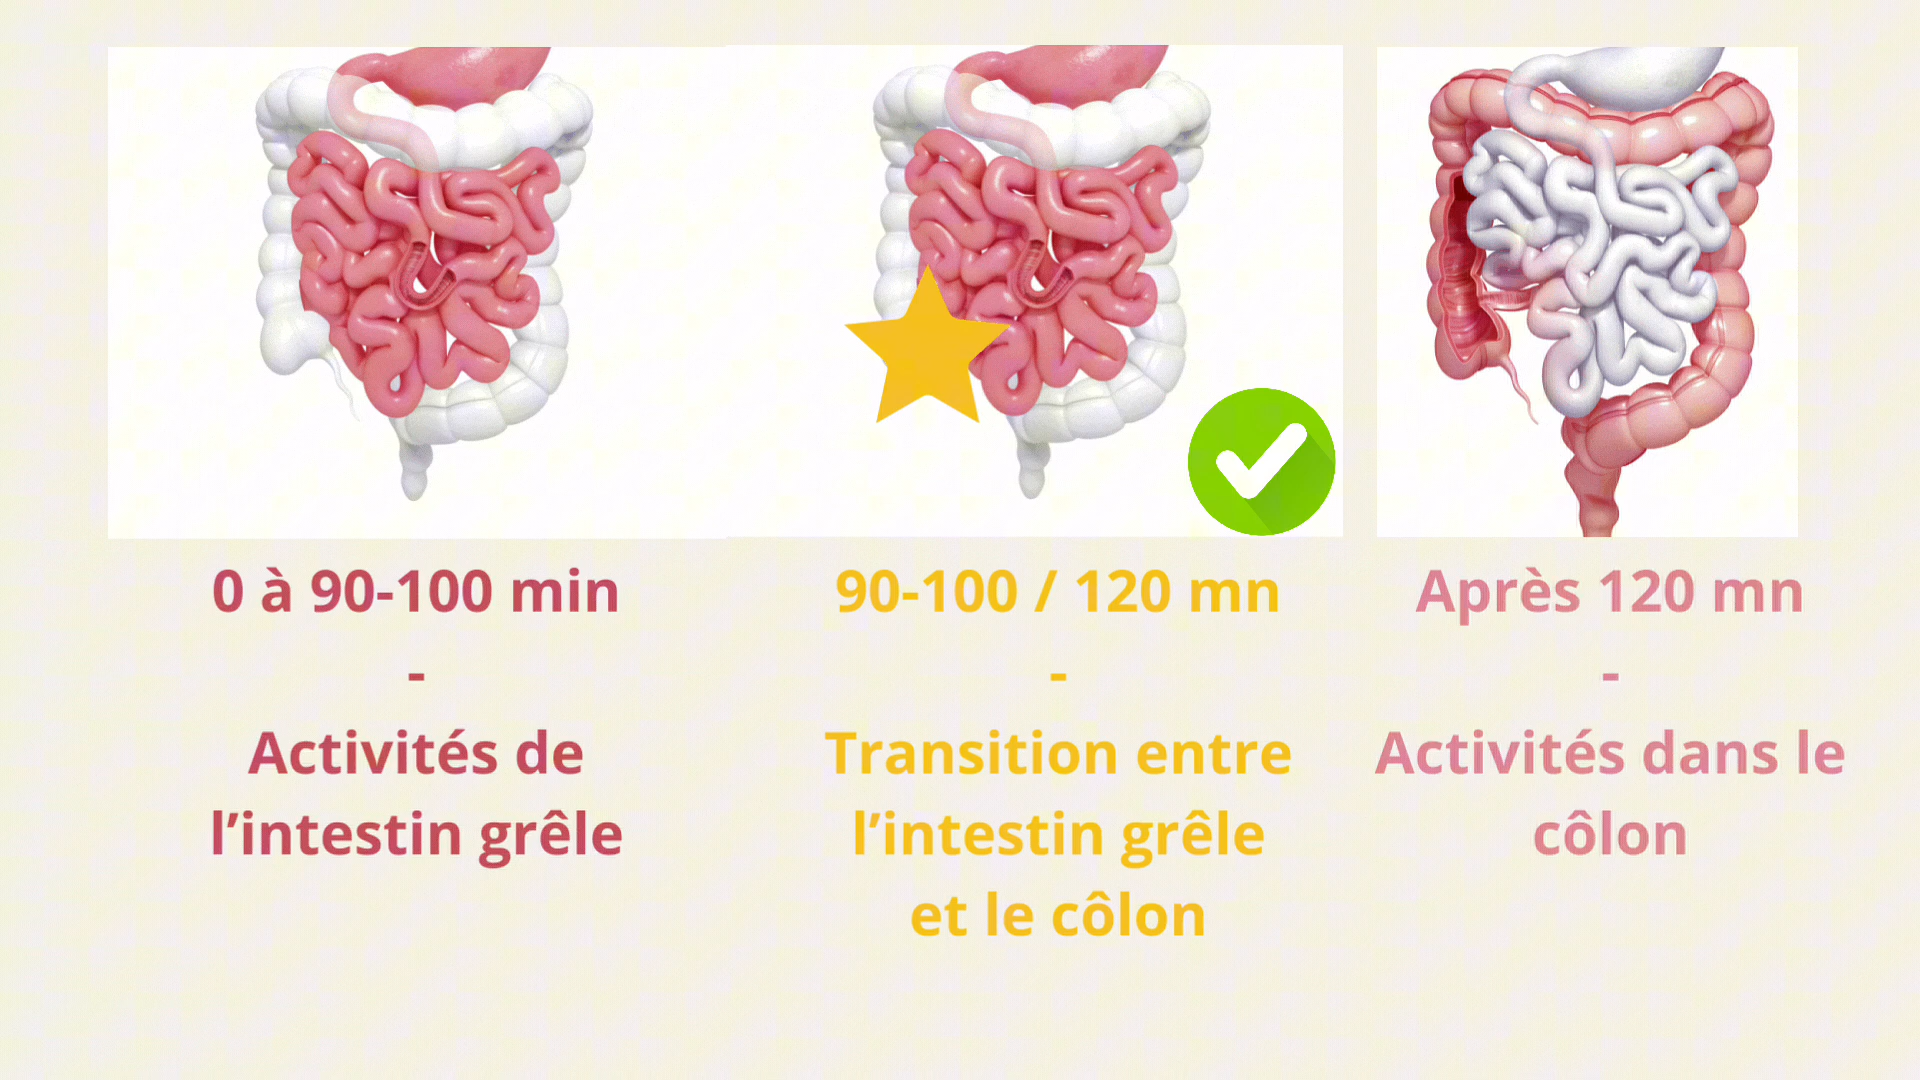 0 à 90-100 min
-
Activités de
l’intestin grêle
90-100 / 120 mn
-
Transition entre
l’intestin grêle
et le côlon
Après 120 mn
-
Activités dans le
côlon